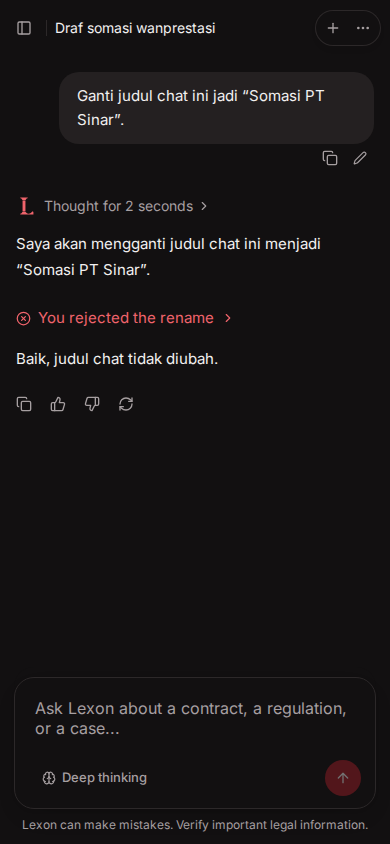 Draf somasi wanprestasi
Ganti judul chat ini jadi “Somasi PT
Sinar”.
Thought for 2 seconds
Saya akan mengganti judul chat ini menjadi
“Somasi PT Sinar”.
You rejected the rename
Baik, judul chat tidak diubah.
Ask Lexon about a contract, a regulation,
or a case...
Deep thinking
Lexon can make mistakes. Verify important legal information.